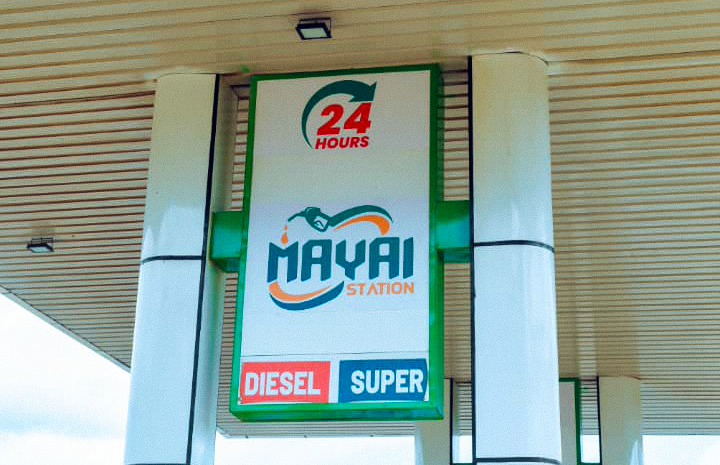 24
HOURS
MAYAI
STATION
DIESEL SUPER